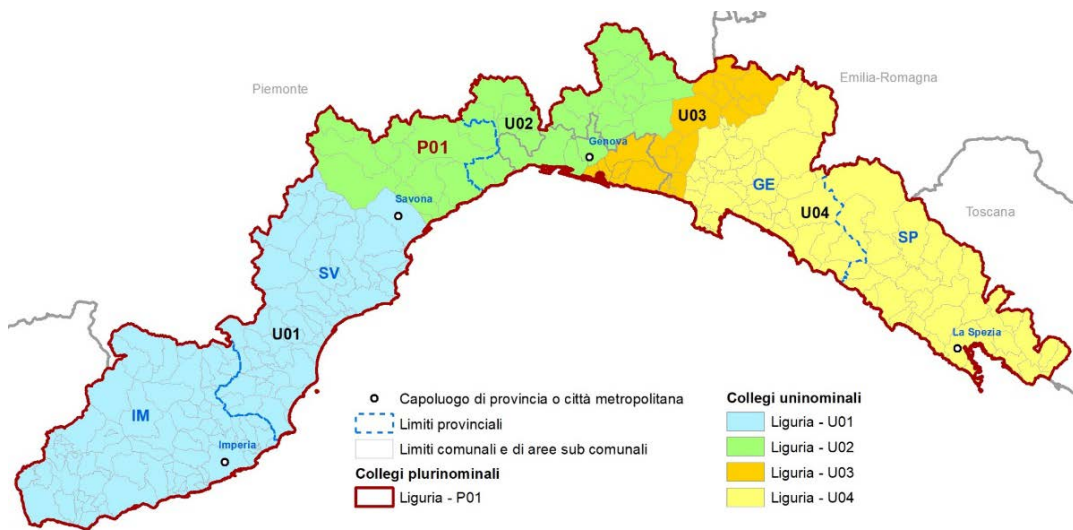 Piemonte
Emilia-Romagna
U02
U03
P01
Genova
GE
Savona
U04
Toscana
SP
SV
U01
La Spezia
IM
Imperia
Capoluogo di provincia o città metropolitana
Limiti provinciali
Limiti comunali e di aree sub comunali
Collegi plurinominali
Liguria - P01
Collegi uninominali
Liguria - U01
Liguria - U02
Liguria - U03
Liguria - U04